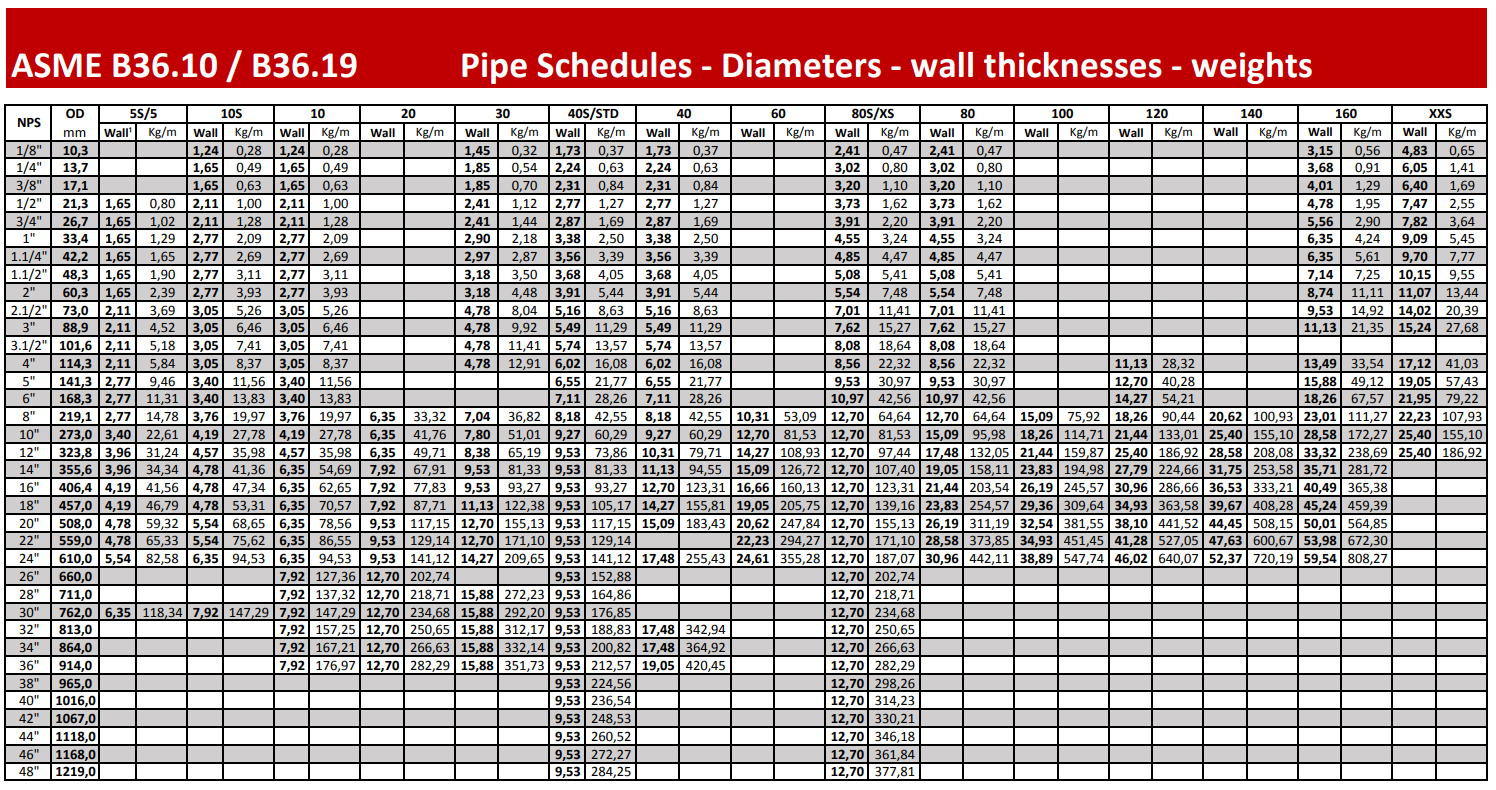 ASME B36.10 / B36.19 Pipe Schedules - Diameters - wall thicknesses - weights
NPS OD 5S/5 10S 10 20 30 40S/STD 40 60 80S/XS 80 100 120 140 160 XXS
mm Wall¹ Kg/m Wall Kg/m Wall Kg/m Wall Kg/m Wall Kg/m Wall Kg/m Wall Kg/m Wall Kg/m Wall Kg/m Wall Kg/m Wall Kg/m Wall Kg/m Wall Kg/m Wall Kg/m Wall Kg/m
1/8" 10,3 1,24 0,28 1,24 0,28 1,45 0,32 1,73 0,37 1,73 0,37 2,41 0,47 2,41 0,47 3,15 0,56 4,83 0,65
1/4" 13,7 1,65 0,49 1,65 0,49 1,85 0,54 2,24 0,63 2,24 0,63 3,02 0,80 3,02 0,80 3,68 0,91 6,05 1,41
3/8" 17,1 1,65 0,63 1,65 0,63 1,85 0,70 2,31 0,84 2,31 0,84 3,20 1,10 3,20 1,10 4,01 1,29 6,40 1,69
1/2" 21,3 1,65 0,80 2,11 1,00 2,11 1,00 2,41 1,12 2,77 1,27 2,77 1,27 3,73 1,62 3,73 1,62 4,78 1,95 7,47 2,55
3/4" 26,7 1,65 1,02 2,11 1,28 2,11 1,28 2,41 1,44 2,87 1,69 2,87 1,69 3,91 2,20 3,91 2,20 5,56 2,90 7,82 3,64
1" 33,4 1,65 1,29 2,77 2,09 2,77 2,09 2,90 2,18 3,38 2,50 3,38 2,50 4,55 3,24 4,55 3,24 6,35 4,24 9,09 5,45
1.1/4" 42,2 1,65 1,65 2,77 2,69 2,77 2,69 2,97 2,87 3,56 3,39 3,56 3,39 4,85 4,47 4,85 4,47 6,35 5,61 9,70 7,77
1.1/2" 48,3 1,65 1,90 2,77 3,11 2,77 3,11 3,18 3,50 3,68 4,05 3,68 4,05 5,08 5,41 5,08 5,41 7,14 7,25 10,15 9,55
2" 60,3 1,65 2,39 2,77 3,93 2,77 3,93 3,18 4,48 3,91 5,44 3,91 5,44 5,54 7,48 5,54 7,48 8,74 11,11 11,07 13,44
2.1/2" 73,0 2,11 3,69 3,05 5,26 3,05 5,26 4,78 8,04 5,16 8,63 5,16 8,63 7,01 11,41 7,01 11,41 9,53 14,92 14,02 20,39
3" 88,9 2,11 4,52 3,05 6,46 3,05 6,46 4,78 9,92 5,49 11,29 5,49 11,29 7,62 15,27 7,62 15,27 11,13 21,35 15,24 27,68
3.1/2" 101,6 2,11 5,18 3,05 7,41 3,05 7,41 4,78 11,41 5,74 13,57 5,74 13,57 8,08 18,64 8,08 18,64
4" 114,3 2,11 5,84 3,05 8,37 3,05 8,37 4,78 12,91 6,02 16,08 6,02 16,08 8,56 22,32 8,56 22,32 11,13 28,32 13,49 33,54 17,12 41,03
5" 141,3 2,77 9,46 3,40 11,56 3,40 11,56 6,55 21,77 6,55 21,77 9,53 30,97 9,53 30,97 12,70 40,28 15,88 49,12 19,05 57,43
6" 168,3 2,77 11,31 3,40 13,83 3,40 13,83 7,11 28,26 7,11 28,26 10,97 42,56 10,97 42,56 14,27 54,21 18,26 67,57 21,95 79,22
8" 219,1 2,77 14,78 3,76 19,97 3,76 19,97 6,35 33,32 7,04 36,82 8,18 42,55 8,18 42,55 10,31 53,09 12,70 64,64 12,70 64,64 15,09 75,92 18,26 90,44 20,62 100,93 23,01 111,27 22,23 107,93
10" 273,0 3,40 22,61 4,19 27,78 4,19 27,78 6,35 41,76 7,80 51,01 9,27 60,29 9,27 60,29 12,70 81,53 12,70 81,53 15,09 95,98 18,26 114,71 21,44 133,01 25,40 155,10 28,58 172,27 25,40 155,10
12" 323,8 3,96 31,24 4,57 35,98 4,57 35,98 6,35 49,71 8,38 65,19 9,53 73,86 10,31 79,71 14,27 108,93 12,70 97,44 17,48 132,05 21,44 159,87 25,40 186,92 28,58 208,08 33,32 238,69 25,40 186,92
14" 355,6 3,96 34,34 4,78 41,36 6,35 54,69 7,92 67,91 9,53 81,33 9,53 81,33 11,13 94,55 15,09 126,72 12,70 107,40 19,05 158,11 23,83 194,98 27,79 224,66 31,75 253,58 35,71 281,72
16" 406,4 4,19 41,56 4,78 47,34 6,35 62,65 7,92 77,83 9,53 93,27 9,53 93,27 12,70 123,31 16,66 160,13 12,70 123,31 21,44 203,54 26,19 245,57 30,96 286,66 36,53 333,21 40,49 365,38
18" 457,0 4,19 46,79 4,78 53,31 6,35 70,57 7,92 87,71 11,13 122,38 9,53 105,17 14,27 155,81 19,05 205,75 12,70 139,16 23,83 254,57 29,36 309,64 34,93 363,58 39,67 408,28 45,24 459,39
20" 508,0 4,78 59,32 5,54 68,65 6,35 78,56 9,53 117,15 12,70 155,13 9,53 117,15 15,09 183,43 20,62 247,84 12,70 155,13 26,19 311,19 32,54 381,55 38,10 441,52 44,45 508,15 50,01 564,85
22" 559,0 4,78 65,33 5,54 75,62 6,35 86,55 9,53 129,14 12,70 171,10 9,53 129,14 22,23 294,27 12,70 171,10 28,58 373,85 34,93 451,45 41,28 527,05 47,63 600,67 53,98 672,30
24" 610,0 5,54 82,58 6,35 94,53 6,35 94,53 9,53 141,12 14,27 209,65 9,53 141,12 17,48 255,43 24,61 355,28 12,70 187,07 30,96 442,11 38,89 547,74 46,02 640,07 52,37 720,19 59,54 808,27
26" 660,0 7,92 127,36 12,70 202,74 9,53 152,88 12,70 202,74
28" 711,0 7,92 137,32 12,70 218,71 15,88 272,23 9,53 164,86 12,70 218,71
30" 762,0 6,35 118,34 7,92 147,29 7,92 147,29 12,70 234,68 15,88 292,20 9,53 176,85 12,70 234,68
32" 813,0 7,92 157,25 12,70 250,65 15,88 312,17 9,53 188,83 17,48 342,94 12,70 250,65
34" 864,0 7,92 167,21 12,70 266,63 15,88 332,14 9,53 200,82 17,48 364,92 12,70 266,63
36" 914,0 7,92 176,97 12,70 282,29 15,88 351,73 9,53 212,57 19,05 420,45 12,70 282,29
38" 965,0 9,53 224,56 12,70 298,26
40" 1016,0 9,53 236,54 12,70 314,23
42" 1067,0 9,53 248,53 12,70 330,21
44" 1118,0 9,53 260,52 12,70 346,18
46" 1168,0 9,53 272,27 12,70 361,84
48" 1219,0 9,53 284,25 12,70 377,81